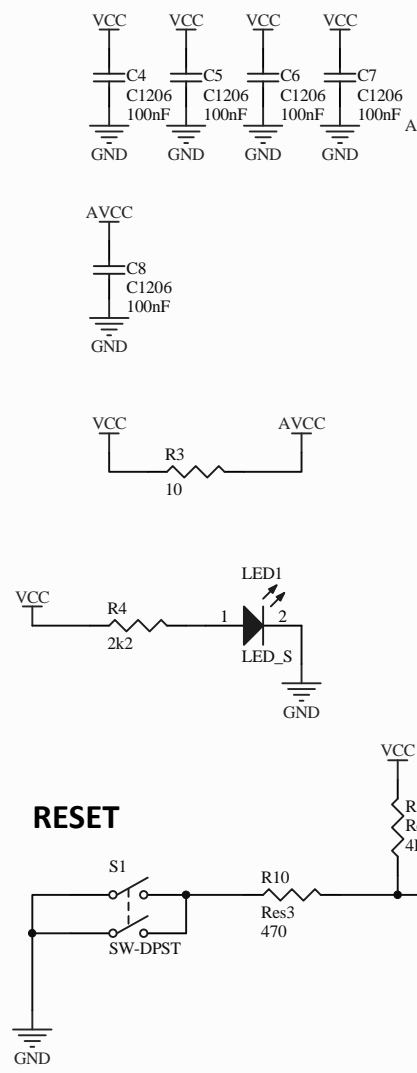 VCC VCC VCC VCC
C4 C5 C6 C7
C1206 C1206 C1206 C1206
100nF 100nF 100nF 100nF
GND GND GND GND
AVCC
C8
C1206
100nF
GND
VCC AVCC
R3
10
LED1
VCC
R4
1 2
2k2
LED_S
GND
VCC
RESET
S1
R10
Res3
470
SW-DPST
GND